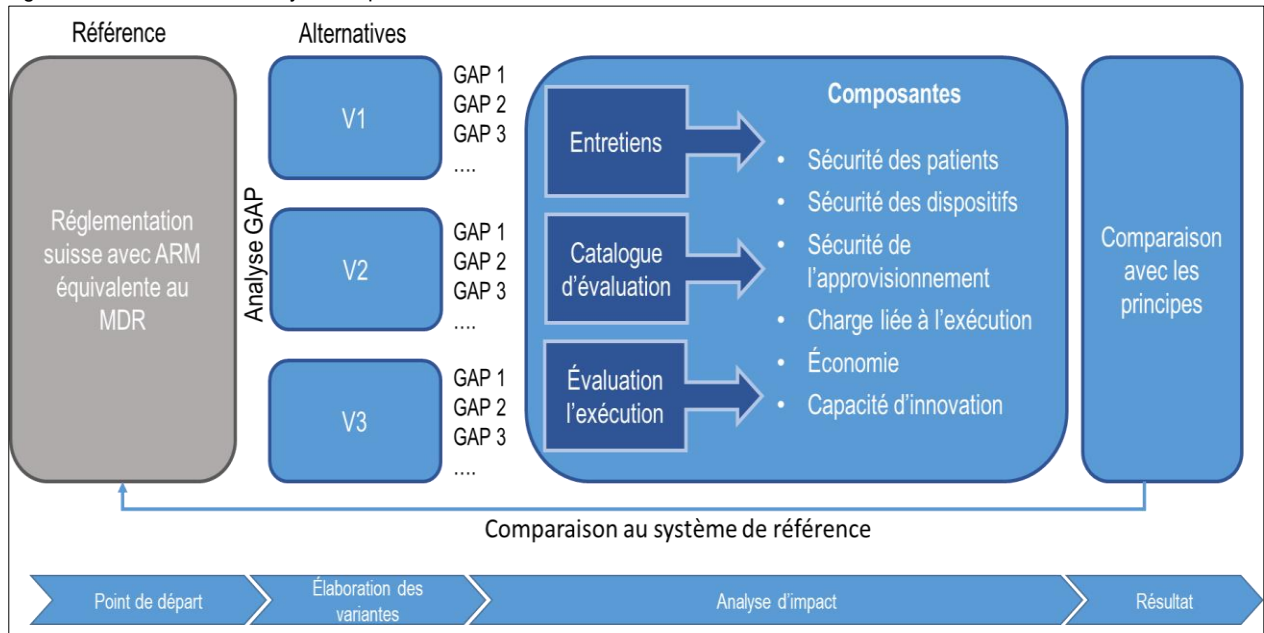 Référence
Alternatives
Réglementation
suisse avec ARM
équivalente au
MDR
Analyse GAP
V1
GAP 1
GAP 2
GAP 3
....
V2
GAP 1
GAP 2
GAP 3
....
V3
GAP 1
GAP 2
GAP 3
....
Entretiens
Catalogue
d'évaluation
Évaluation
l'exécution
Composantes
• Sécurité des patients
• Sécurité des dispositifs
• Sécurité de
l'approvisionnement
• Charge liée à l'exécution
• Économie
• Capacité d'innovation
Comparaison
avec les
principes
Comparaison au système de référence
Point de départ
Élaboration des
variantes
Analyse d'impact
Résultat